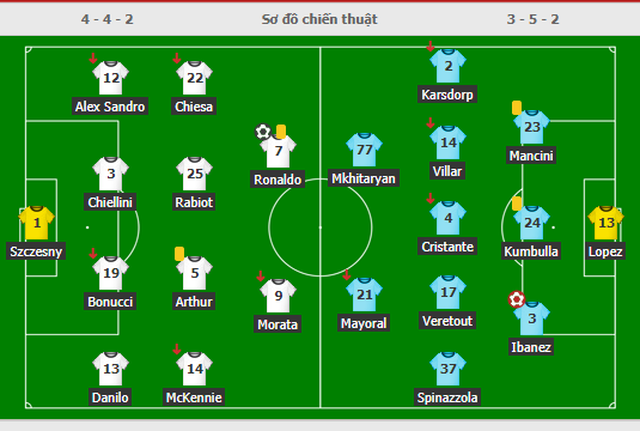 4 - 4 - 2 Sơ đồ chiến thuật 3 - 5 - 2
2
Karsdorp
12 22
Alex Sandro Chiesa
23
Mancini
7 77 14
Ronaldo Mkhitaryan Villar
3 25
Chiellini Rabiot
1 4 24 13
Szczesny Cristante Kumbulla Lopez
19 5
Bonucci Arthur
9 21 17
Morata Mayoral Veretout
3
Ibanez
13 14 37
Danilo McKennie Spinazzola